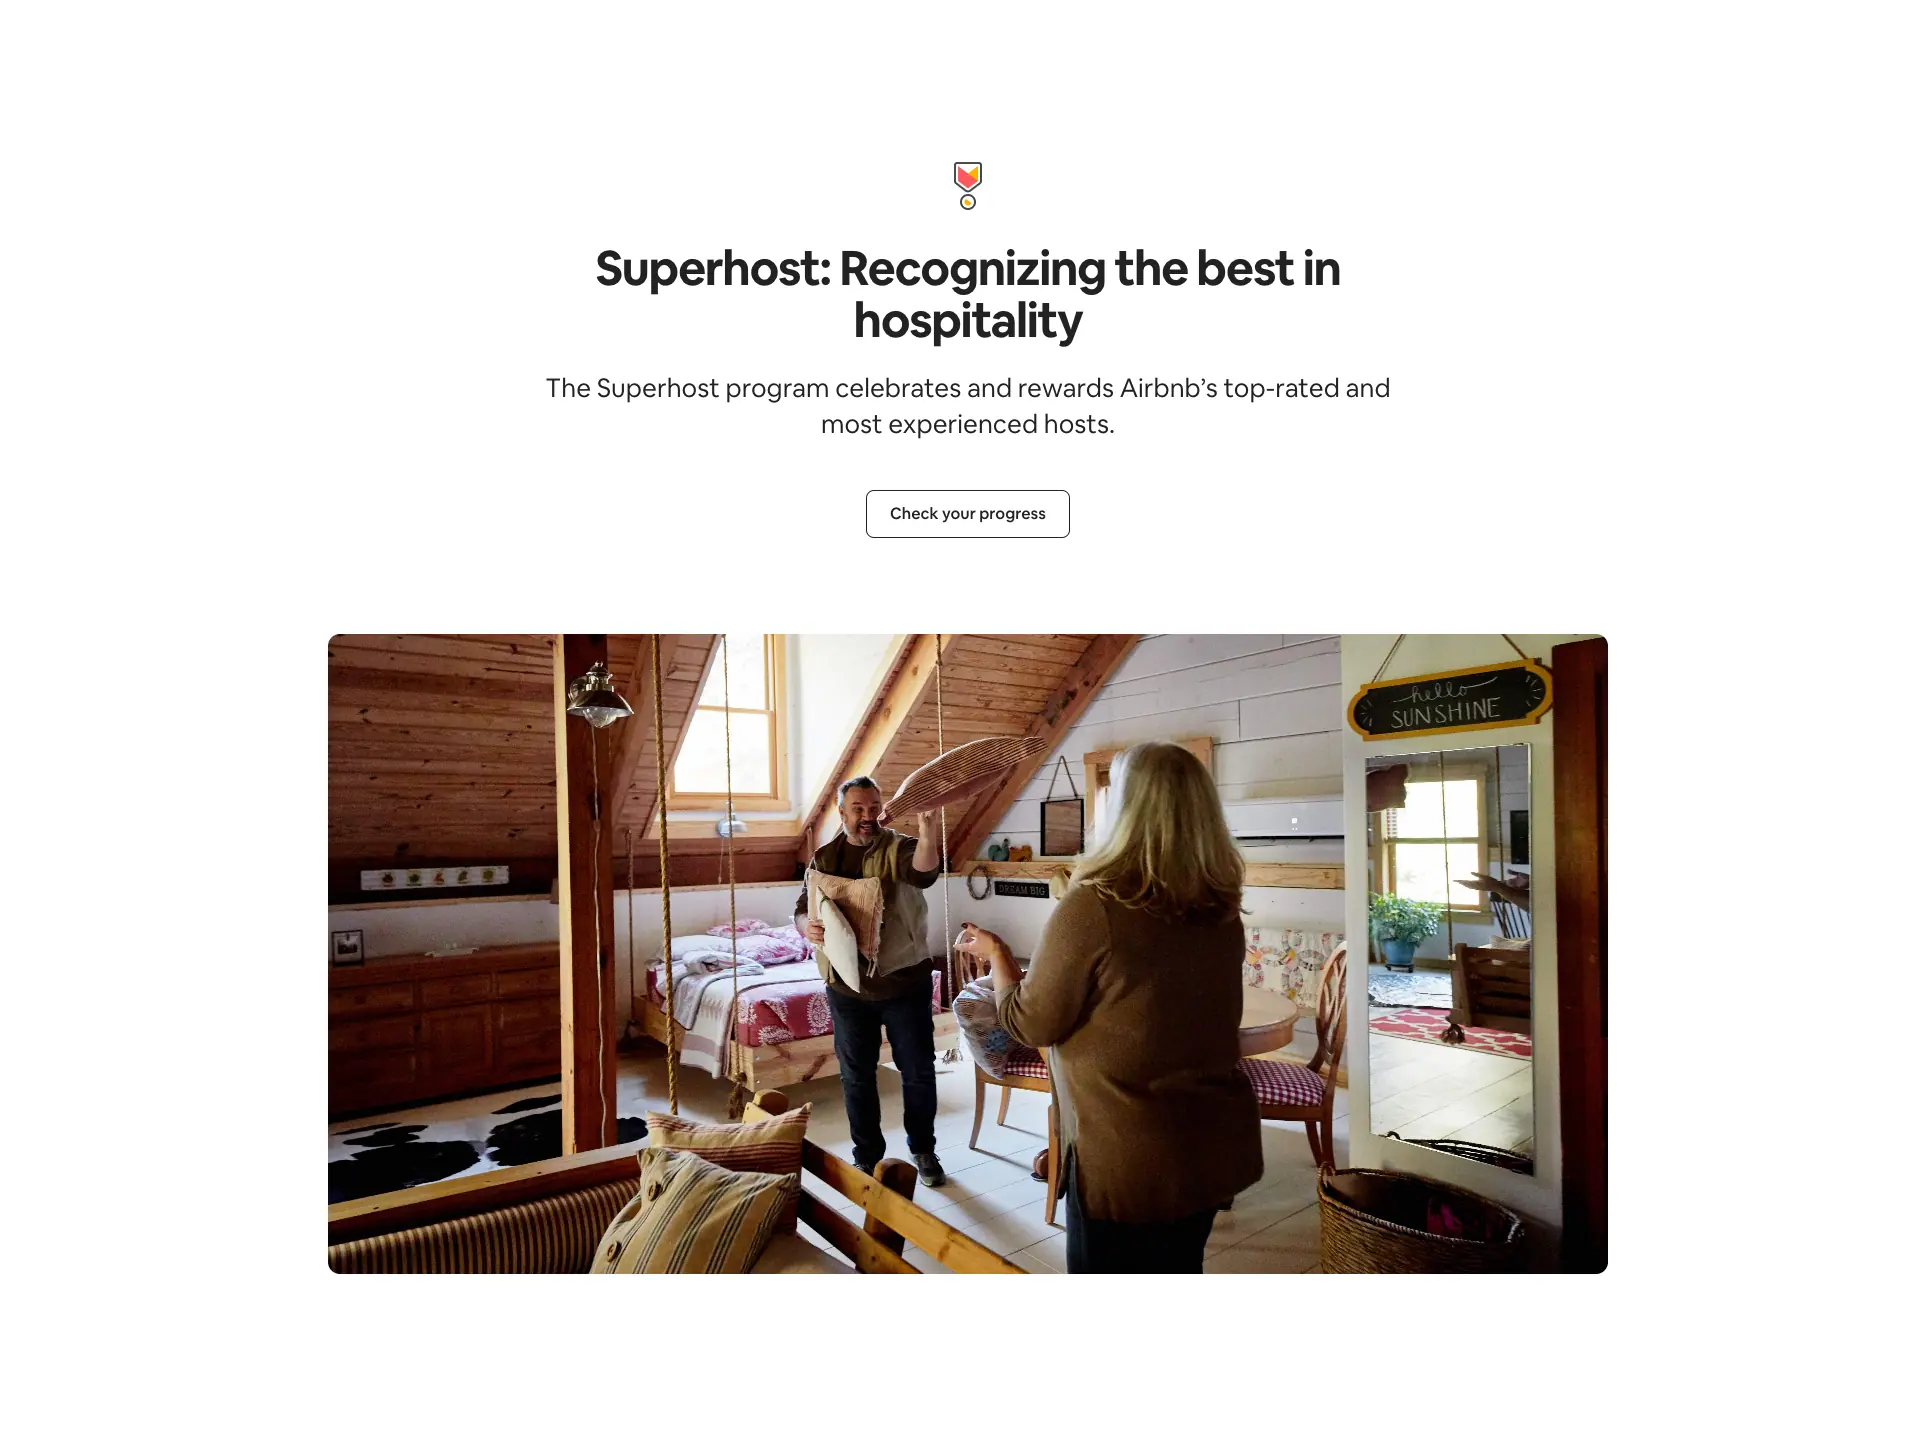 Superhost: Recognizing the best in
hospitality
The Superhost program celebrates and rewards Airbnb’s top-rated and
most experienced hosts.
Check your progress
hello
SUNSHINE
DREAM BIG